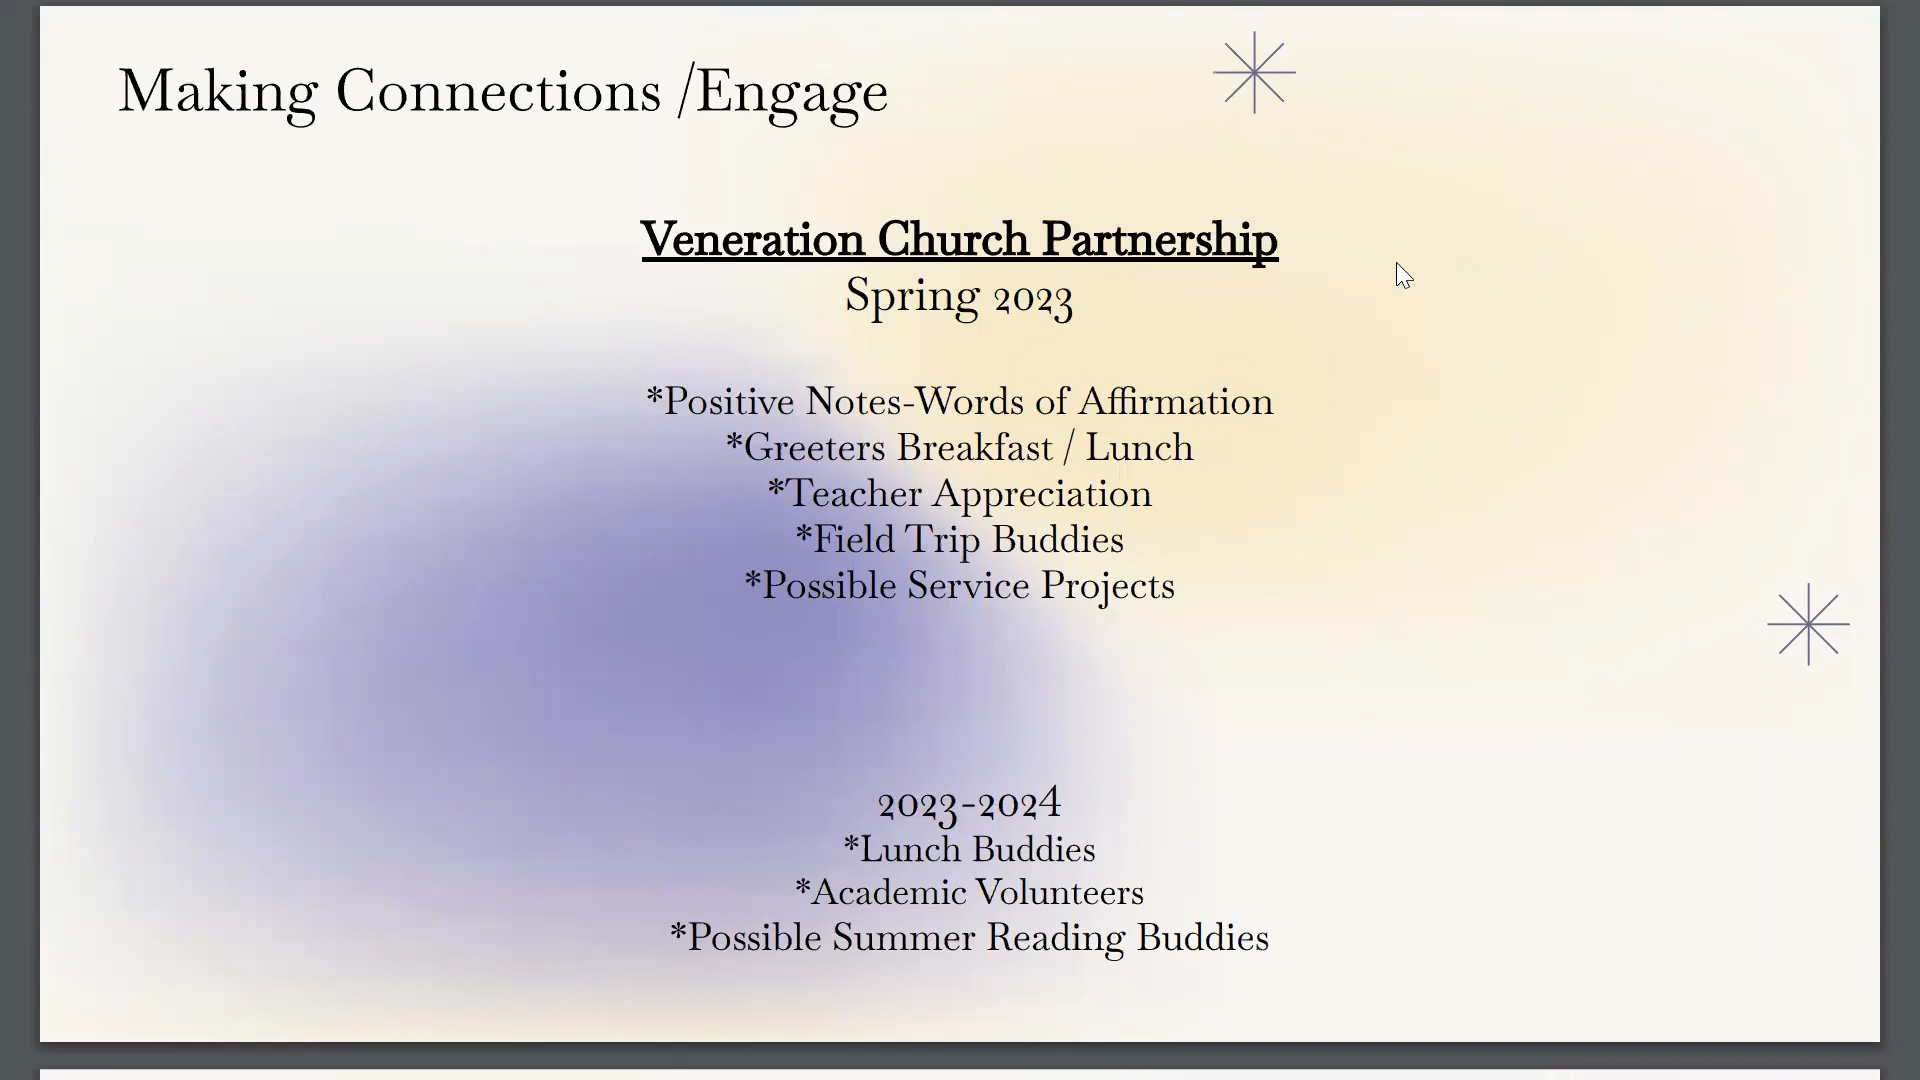 Making Connections /Engage
Veneration Church Partnership
Spring 2023
*Positive Notes-Words of Affirmation
*Greeters Breakfast / Lunch
*Teacher Appreciation
*Field Trip Buddies
*Possible Service Projects
2023-2024
*Lunch Buddies
*Academic Volunteers
*Possible Summer Reading Buddies